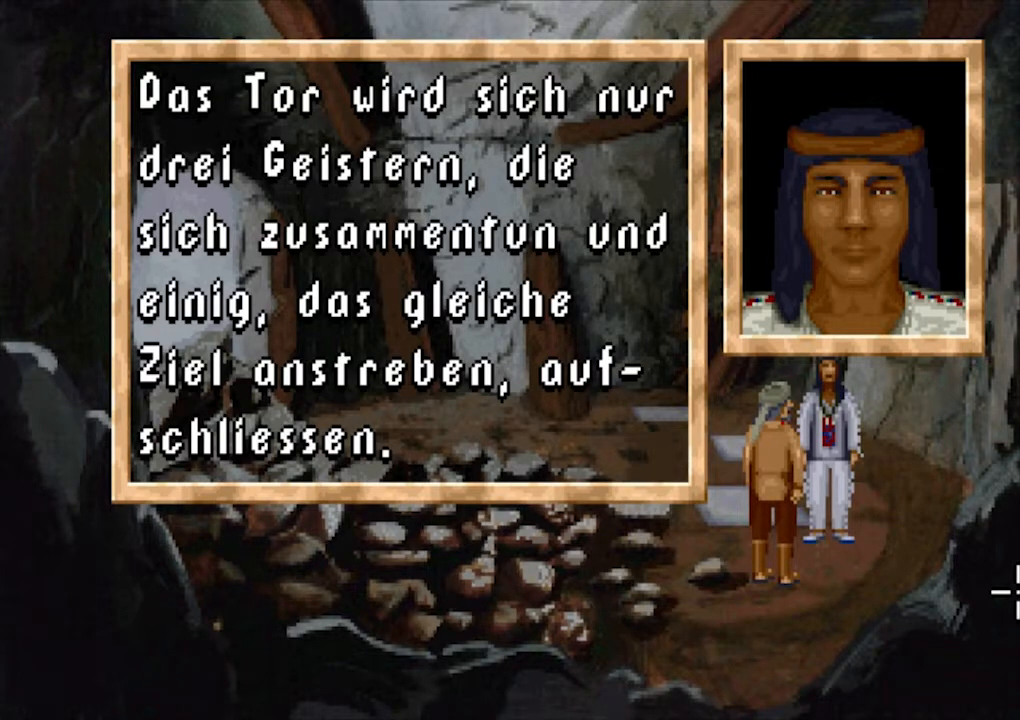 Das Tor wird sich nur
drei Geistern, die
sich zusammentun und
einig, das gleiche
Ziel anstreben, auf-
schliessen.